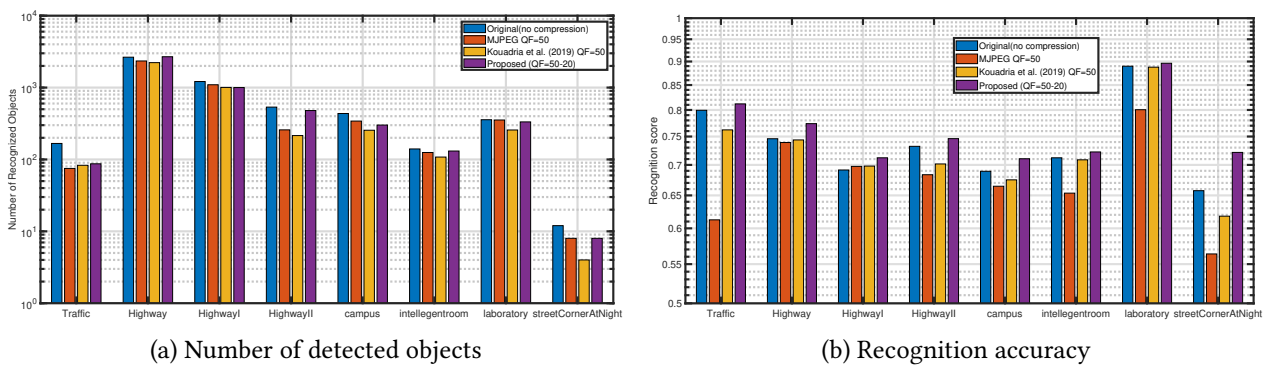 10^4
10^3
10^2
10^1
10^0
Number of Recognized Objects
Original(no compression)
MJPEG QF=50
Kouadria et al. (2019) QF=50
Proposed (QF=50-20)
Traffic Highway HighwayI HighwayII campus intellegentroom laboratory streetCornerAtNight
(a) Number of detected objects
1
0.95
0.9
0.85
0.8
0.75
0.7
0.65
0.6
0.55
0.5
Recognition score
Original(no compression)
MJPEG QF=50
Kouadria et al. (2019) QF=50
Proposed (QF=50-20)
Traffic Highway HighwayI HighwayII campus intellegentroom laboratory streetCornerAtNight
(b) Recognition accuracy